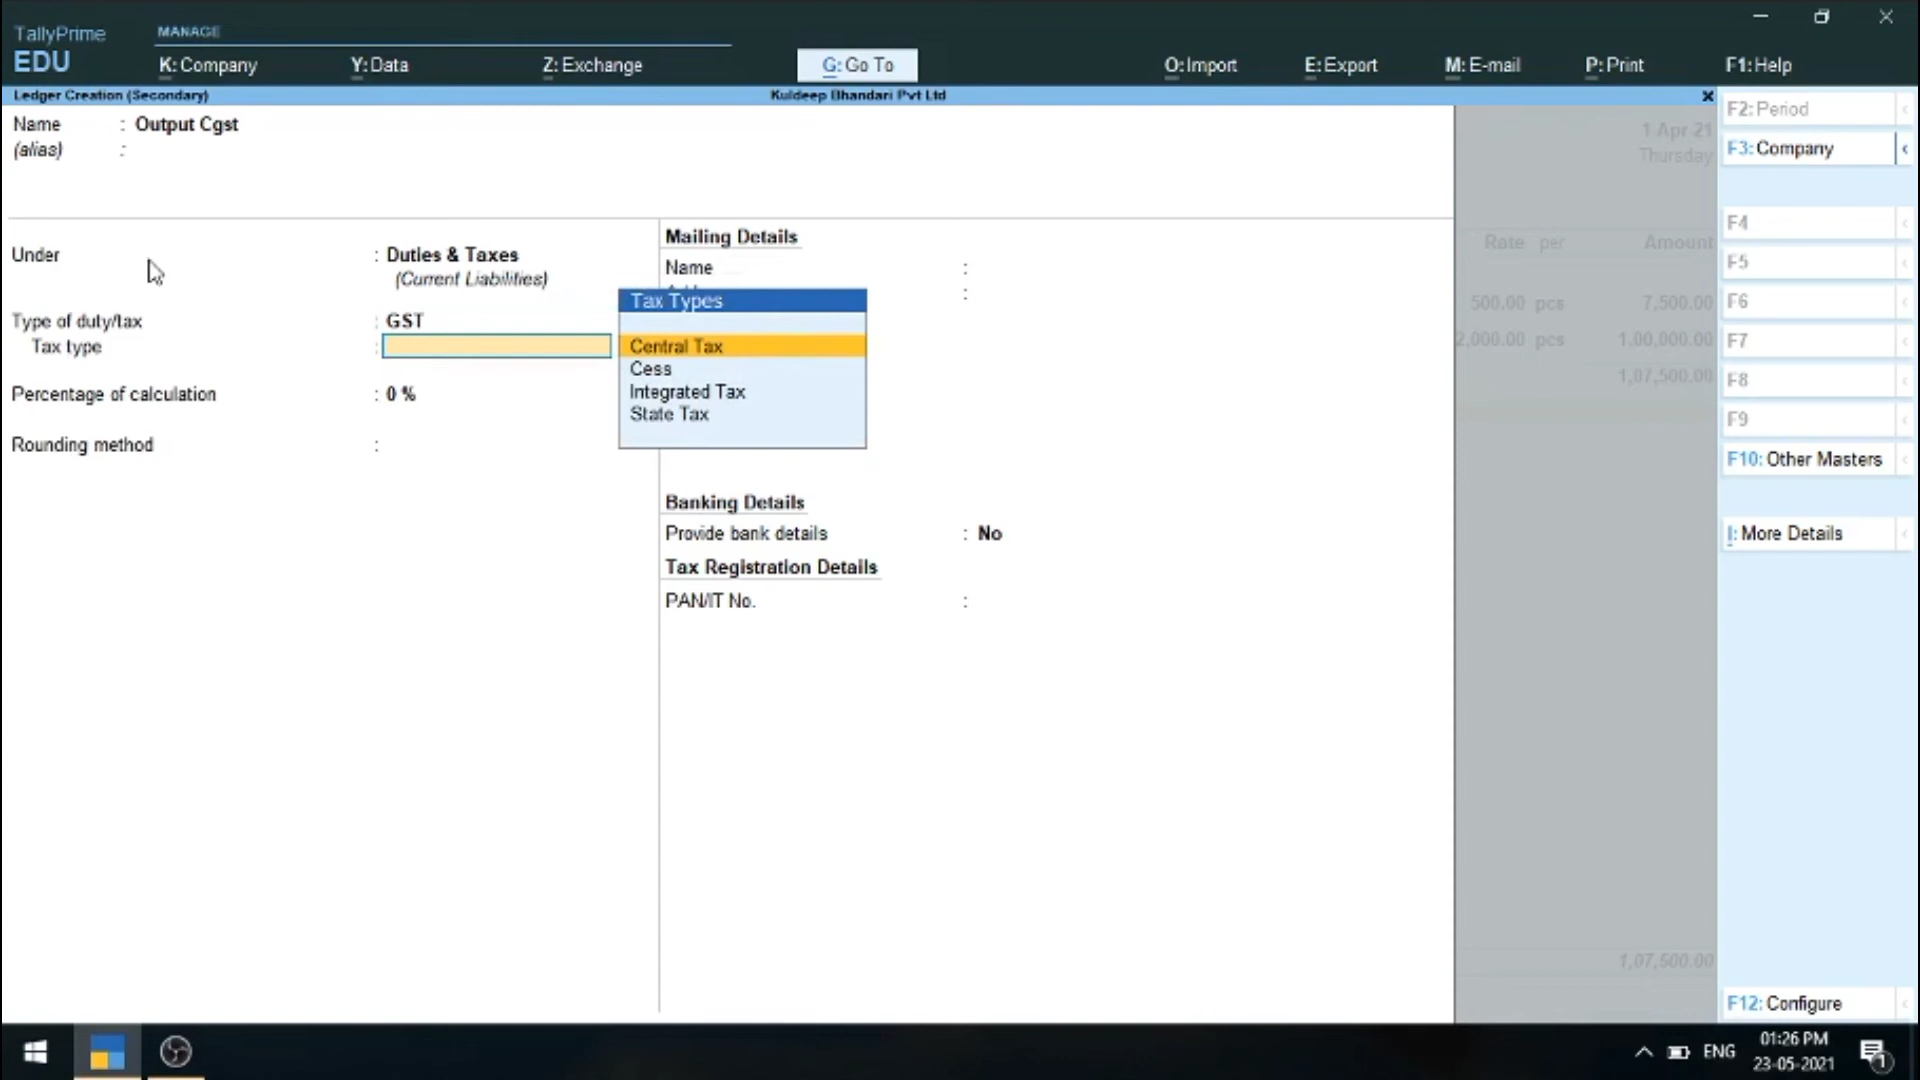 TallyPrime
EDU
MANAGE
K: Company
Y: Data
Z: Exchange
G: Go To
O: Import
E: Export
M: E-mail
P: Print
F1: Help
Ledger Creation (Secondary)
Kuldeep Bhandari Pvt Ltd
Name : Output Cgst
(alias) :
Under : Duties & Taxes
(Current Liabilities)
Type of duty/tax : GST
Tax type :
Percentage of calculation : 0 %
Rounding method :
Tax Types
Central Tax
Cess
Integrated Tax
State Tax
Mailing Details
Name :
:
Banking Details
Provide bank details : No
Tax Registration Details
PAN/IT No. :
1 Apr 21
Thursday
Rate per Amount
500.00 pcs 7,500.00
2,000.00 pcs 1,00,000.00
1,07,500.00
1,07,500.00
F2: Period
F3: Company
F4
F5
F6
F7
F8
F9
F10: Other Masters
I: More Details
F12: Configure
ENG
01:26 PM
23-05-2021
1